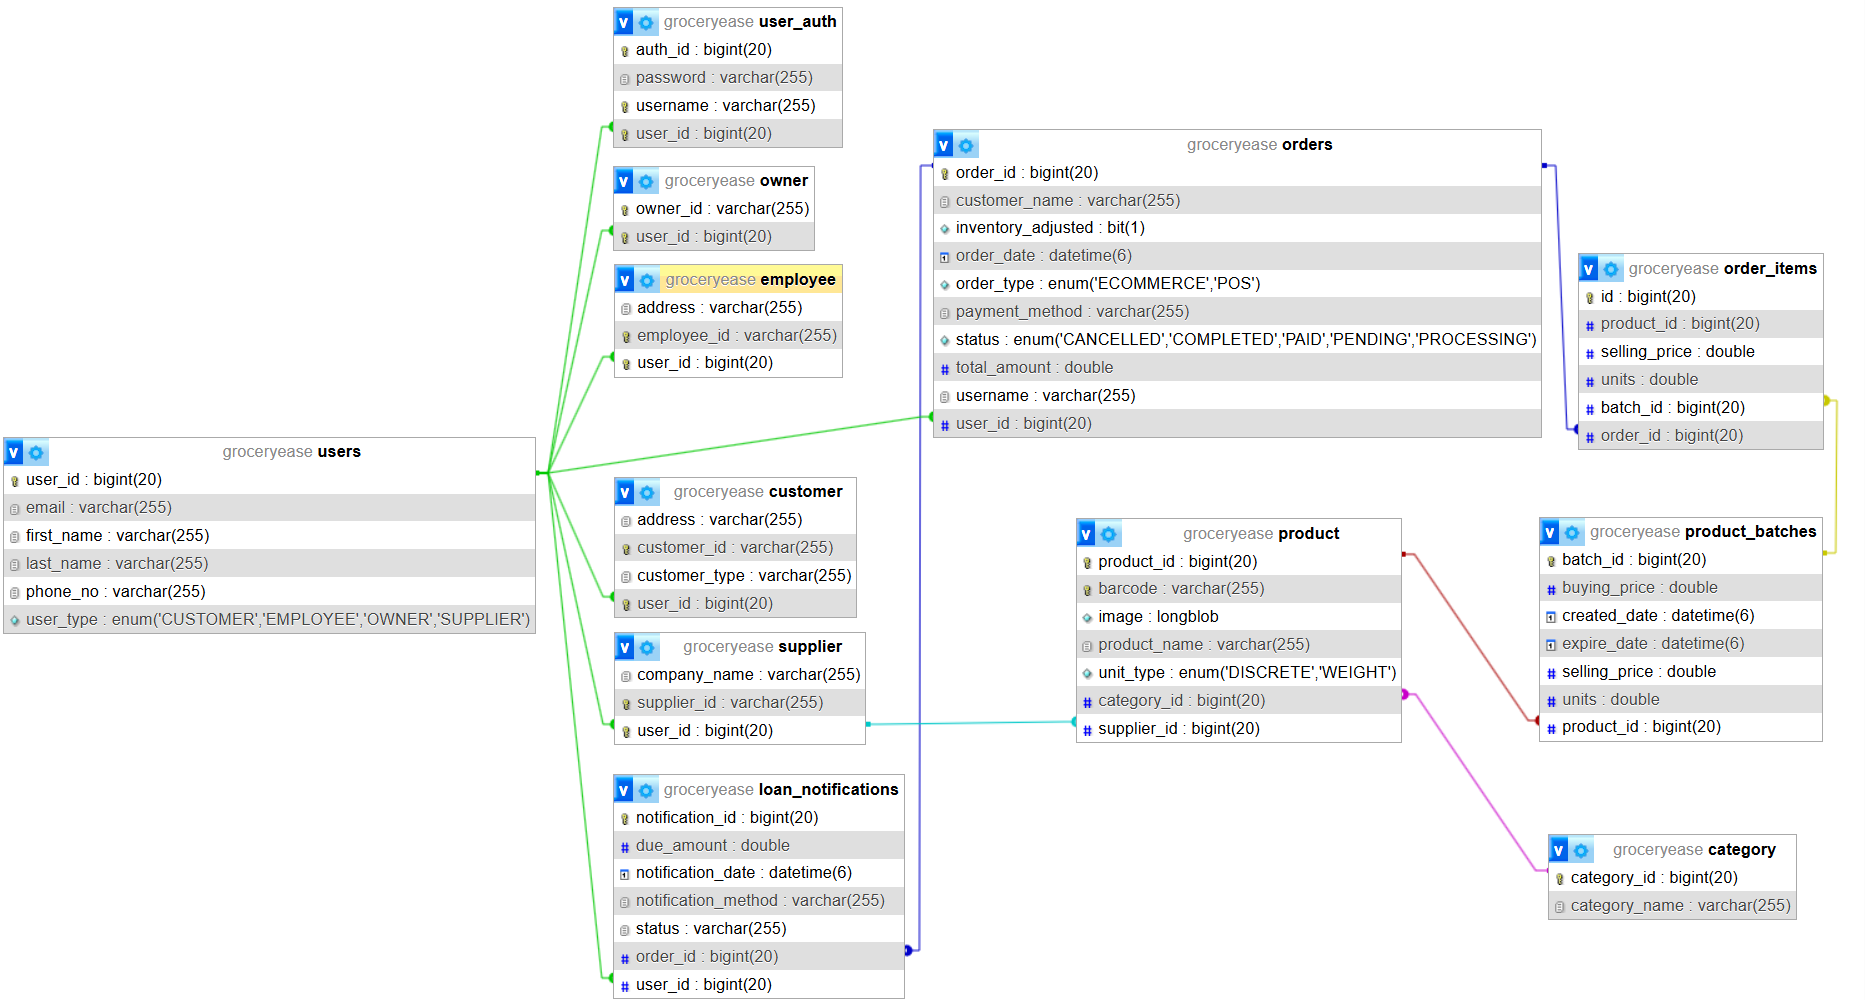 groceryease user_auth
auth_id : bigint(20)
password : varchar(255)
username : varchar(255)
user_id : bigint(20)
groceryease owner
owner_id : varchar(255)
user_id : bigint(20)
groceryease employee
address : varchar(255)
employee_id : varchar(255)
user_id : bigint(20)
groceryease users
user_id : bigint(20)
email : varchar(255)
first_name : varchar(255)
last_name : varchar(255)
phone_no : varchar(255)
user_type : enum('CUSTOMER','EMPLOYEE','OWNER','SUPPLIER')
groceryease customer
address : varchar(255)
customer_id : varchar(255)
customer_type : varchar(255)
user_id : bigint(20)
groceryease supplier
company_name : varchar(255)
supplier_id : varchar(255)
user_id : bigint(20)
groceryease loan_notifications
notification_id : bigint(20)
due_amount : double
notification_date : datetime(6)
notification_method : varchar(255)
status : varchar(255)
order_id : bigint(20)
user_id : bigint(20)
groceryease orders
order_id : bigint(20)
customer_name : varchar(255)
inventory_adjusted : bit(1)
order_date : datetime(6)
order_type : enum('ECOMMERCE','POS')
payment_method : varchar(255)
status : enum('CANCELLED','COMPLETED','PAID','PENDING','PROCESSING')
total_amount : double
username : varchar(255)
user_id : bigint(20)
groceryease product
product_id : bigint(20)
barcode : varchar(255)
image : longblob
product_name : varchar(255)
unit_type : enum('DISCRETE','WEIGHT')
category_id : bigint(20)
supplier_id : bigint(20)
groceryease order_items
id : bigint(20)
product_id : bigint(20)
selling_price : double
units : double
batch_id : bigint(20)
order_id : bigint(20)
groceryease product_batches
batch_id : bigint(20)
buying_price : double
created_date : datetime(6)
expire_date : datetime(6)
selling_price : double
units : double
product_id : bigint(20)
groceryease category
category_id : bigint(20)
category_name : varchar(255)